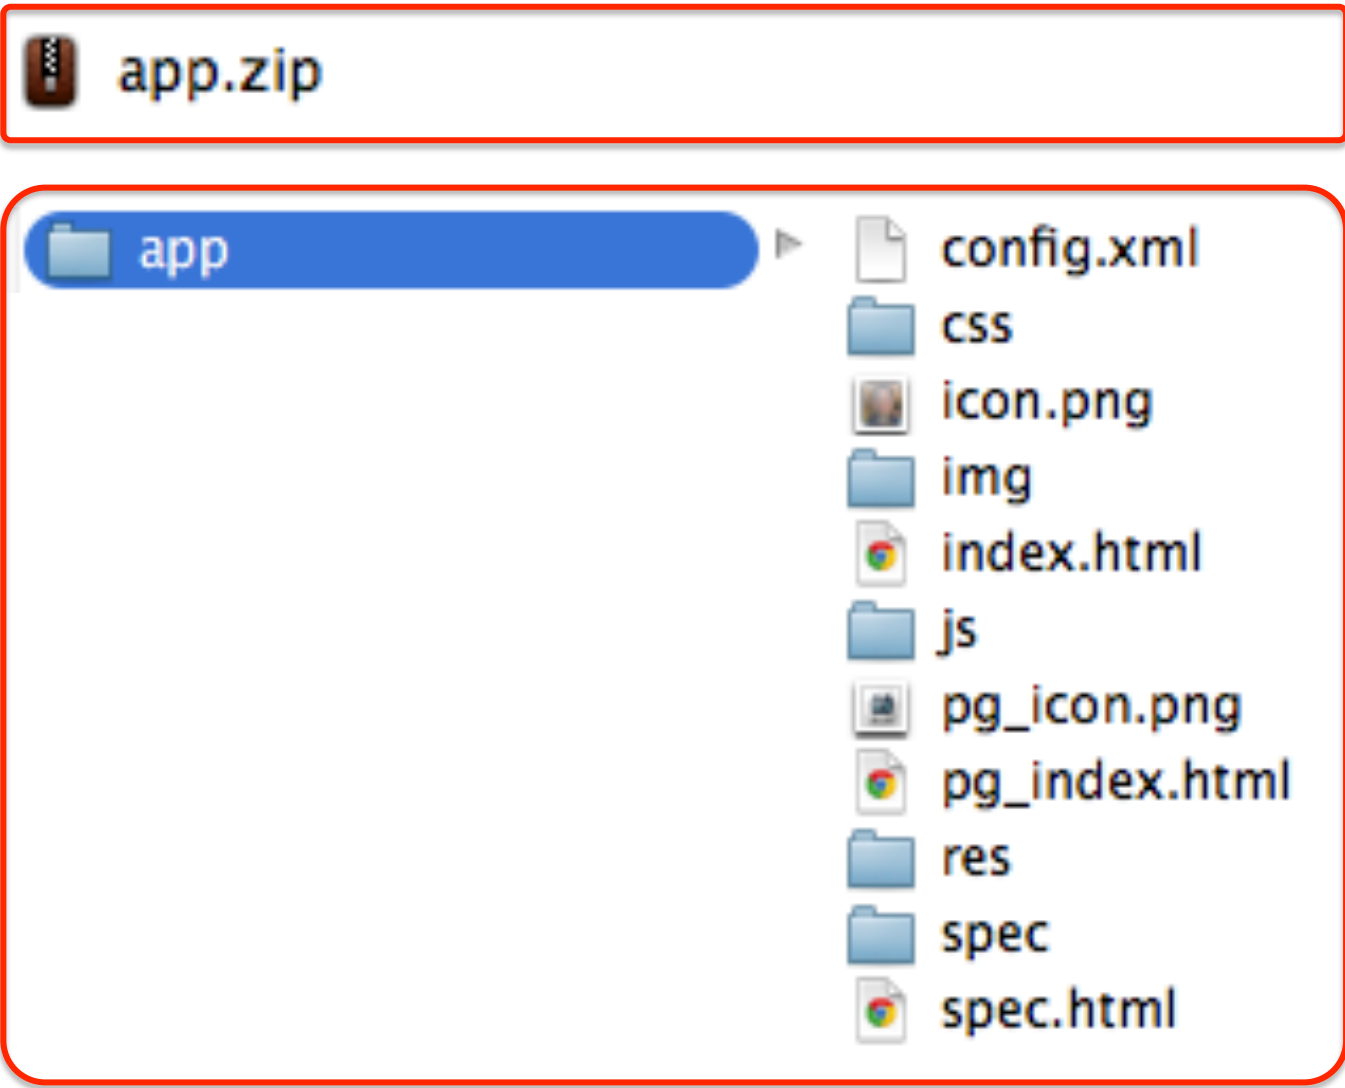 app.zip
app
config.xml
css
icon.png
img
index.html
js
pg_icon.png
pg_index.html
res
spec
spec.html